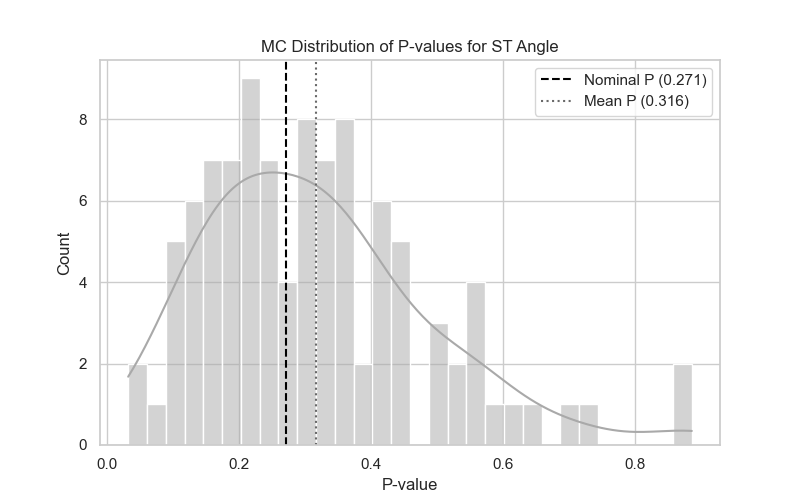 MC Distribution of P-values for ST Angle
Nominal P (0.271)
Mean P (0.316)
8
6
4
2
0
Count
0.0 0.2 0.4 0.6 0.8
P-value